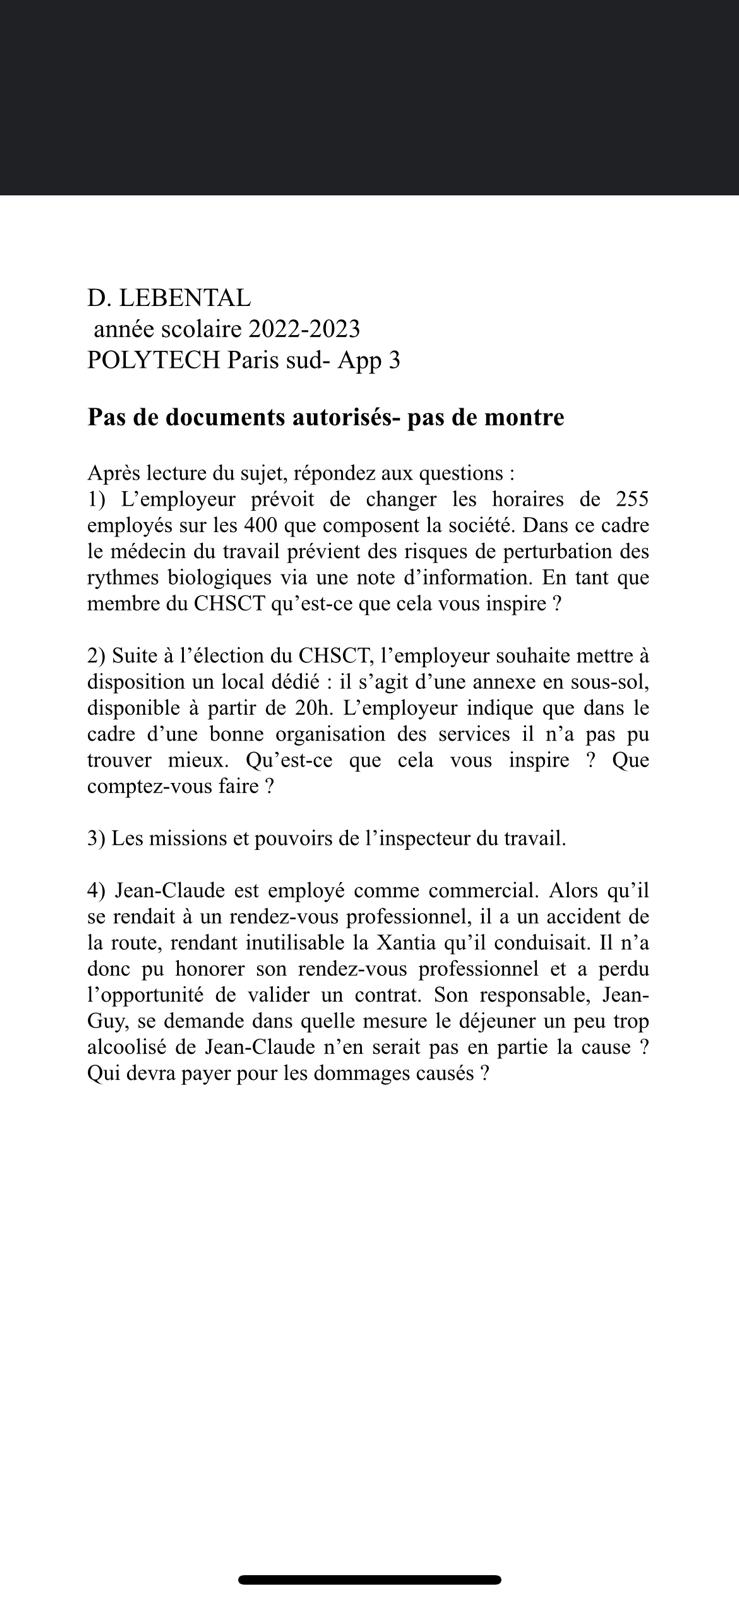 D. LEBENTAL
année scolaire 2022-2023
POLYTECH Paris sud- App 3
Pas de documents autorisés- pas de montre
Après lecture du sujet, répondez aux questions :
1) L’employeur prévoit de changer les horaires de 255
employés sur les 400 que composent la société. Dans ce cadre
le médecin du travail prévient des risques de perturbation des
rythmes biologiques via une note d’information. En tant que
membre du CHSCT qu’est-ce que cela vous inspire ?
2) Suite à l’élection du CHSCT, l’employeur souhaite mettre à
disposition un local dédié : il s’agit d’une annexe en sous-sol,
disponible à partir de 20h. L’employeur indique que dans le
cadre d’une bonne organisation des services il n’a pas pu
trouver mieux. Qu’est-ce que cela vous inspire ? Que
comptez-vous faire ?
3) Les missions et pouvoirs de l’inspecteur du travail.
4) Jean-Claude est employé comme commercial. Alors qu’il
se rendait à un rendez-vous professionnel, il a un accident de
la route, rendant inutilisable la Xantia qu’il conduisait. Il n’a
donc pu honorer son rendez-vous professionnel et a perdu
l’opportunité de valider un contrat. Son responsable, Jean-
Guy, se demande dans quelle mesure le déjeuner un peu trop
alcoolisé de Jean-Claude n’en serait pas en partie la cause ?
Qui devra payer pour les dommages causés ?